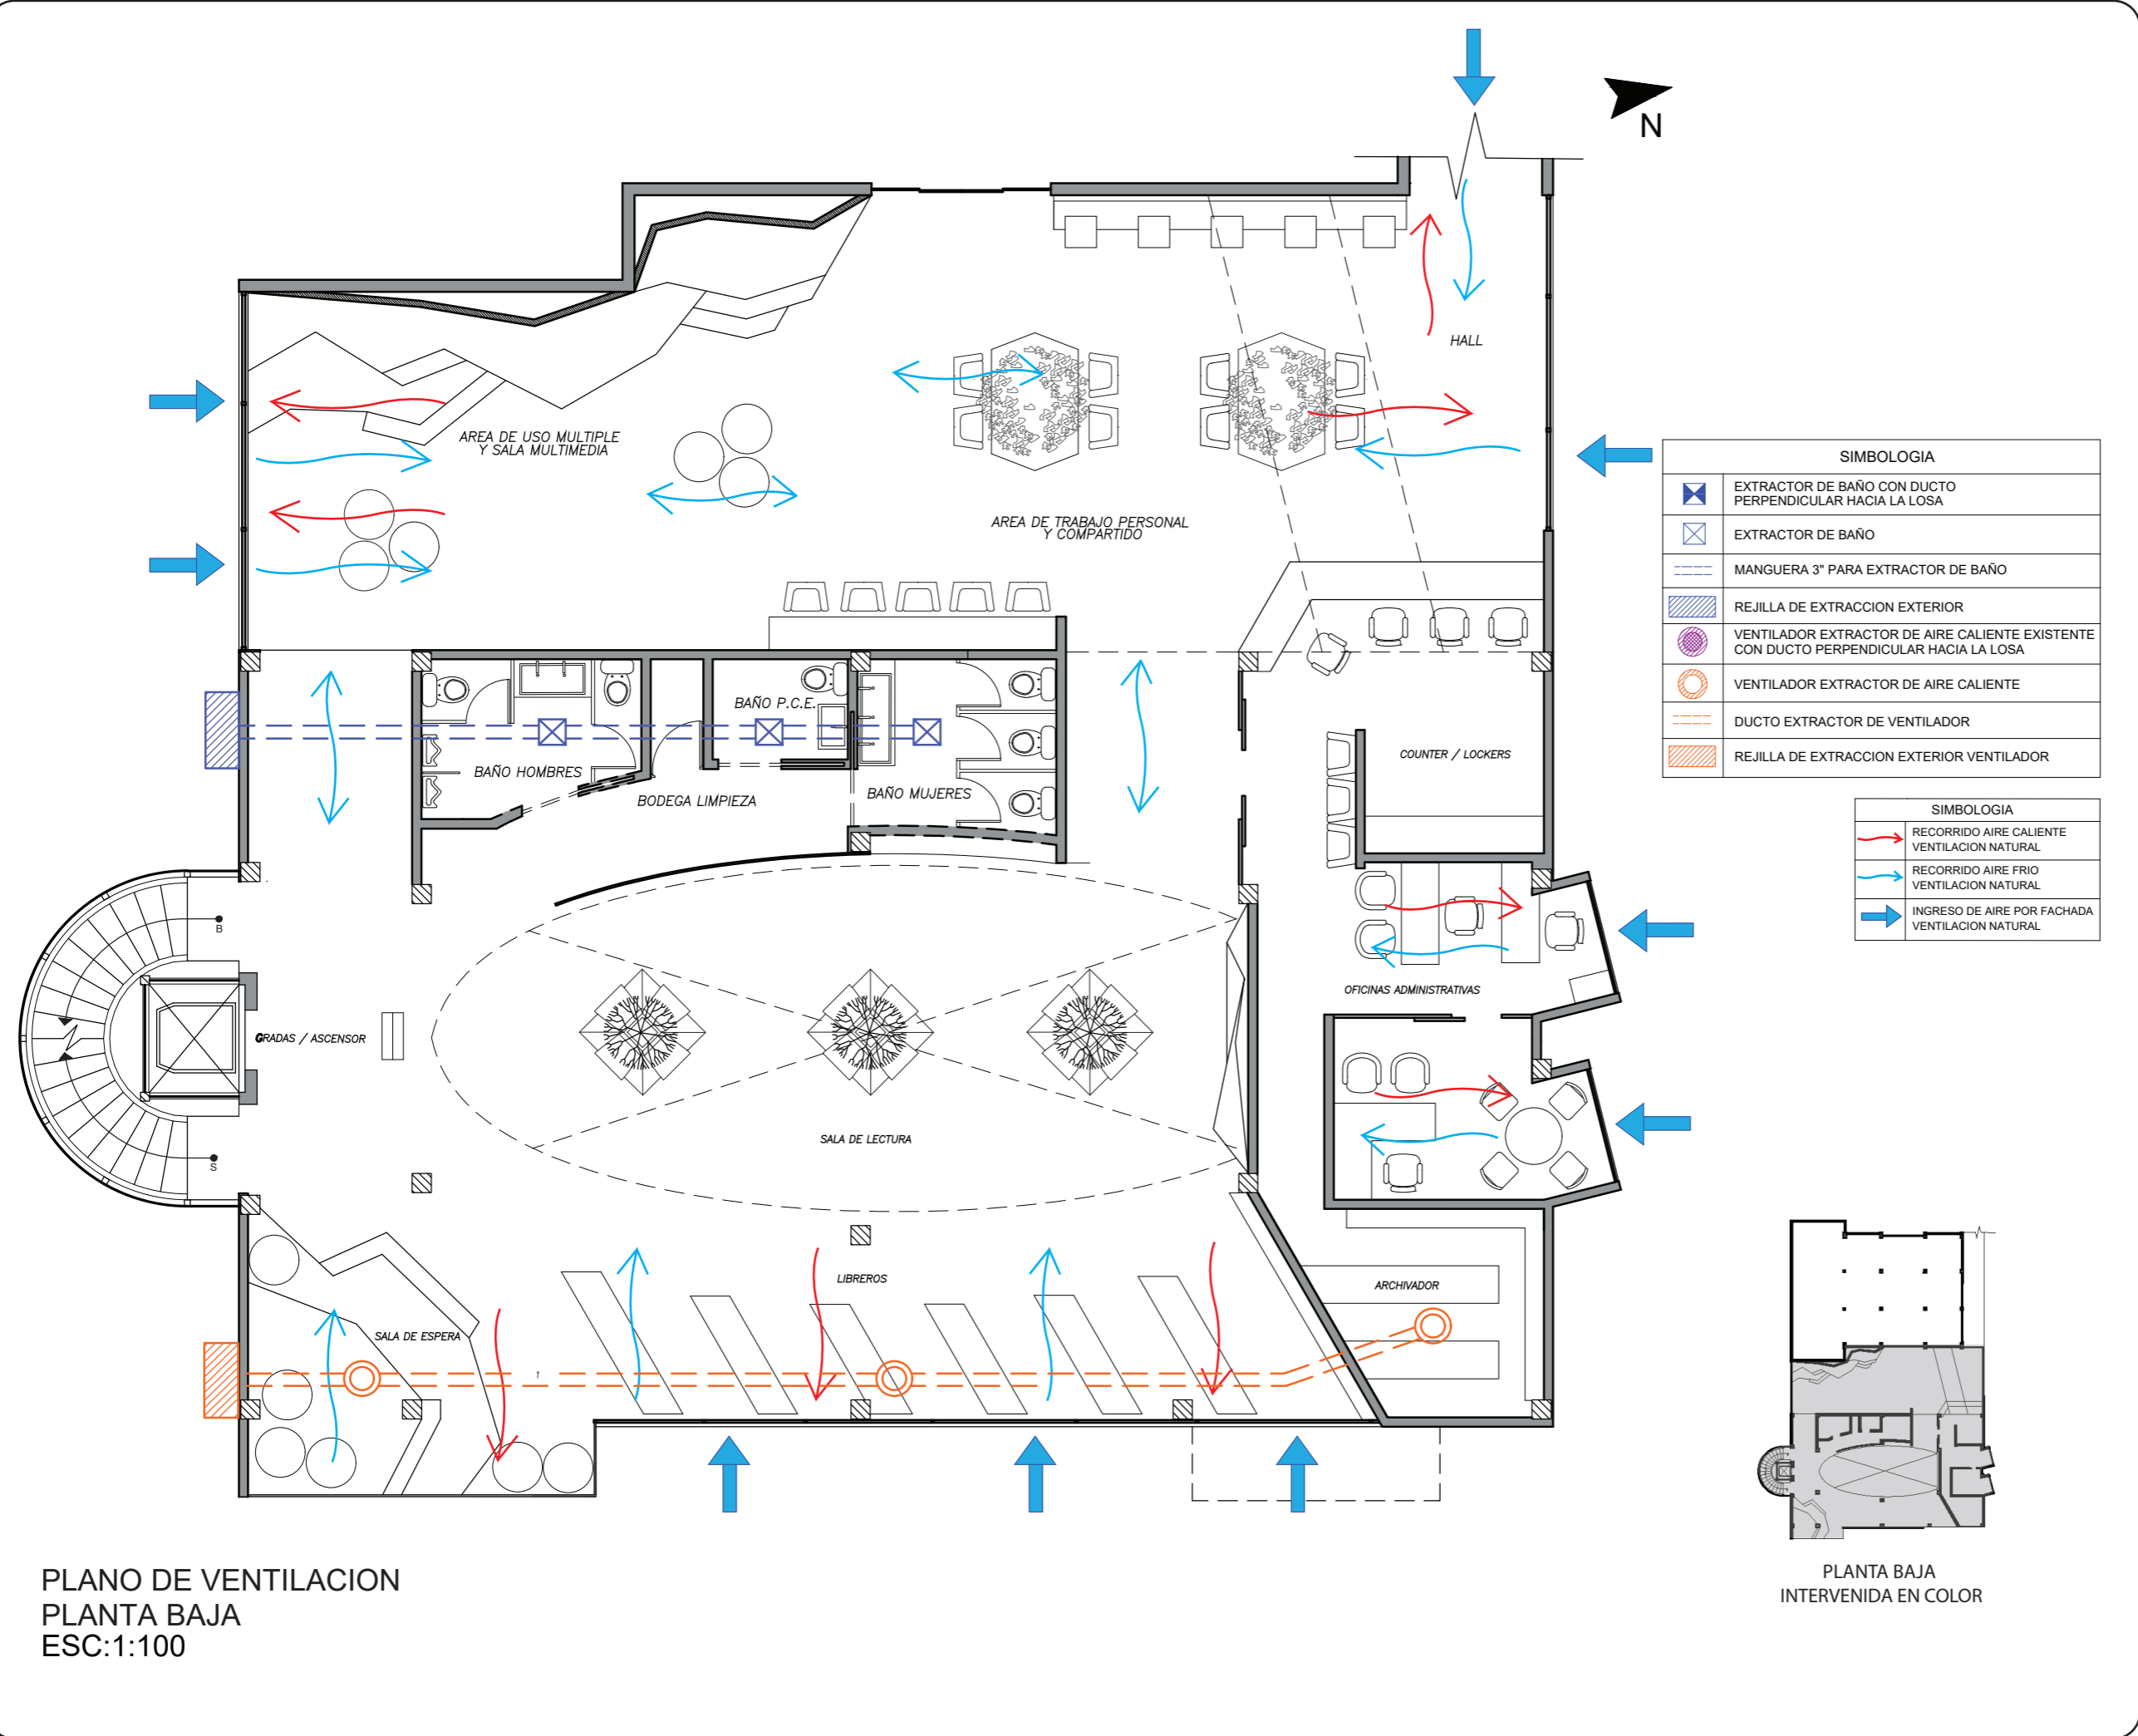 N
HALL
AREA DE USO MULTIPLE
Y SALA MULTIMEDIA
AREA DE TRABAJO PERSONAL
Y COMPARTIDO
BAÑO P.C.E.
BAÑO HOMBRES
BODEGA LIMPIEZA
BAÑO MUJERES
COUNTER / LOCKERS
B
OFICINAS ADMINISTRATIVAS
GRADAS / ASCENSOR
SALA DE LECTURA
S
LIBREROS
ARCHIVADOR
SALA DE ESPERA
1
SIMBOLOGIA
EXTRACTOR DE BAÑO CON DUCTO
PERPENDICULAR HACIA LA LOSA
EXTRACTOR DE BAÑO
MANGUERA 3" PARA EXTRACTOR DE BAÑO
REJILLA DE EXTRACCION EXTERIOR
VENTILADOR EXTRACTOR DE AIRE CALIENTE EXISTENTE
CON DUCTO PERPENDICULAR HACIA LA LOSA
VENTILADOR EXTRACTOR DE AIRE CALIENTE
DUCTO EXTRACTOR DE VENTILADOR
REJILLA DE EXTRACCION EXTERIOR VENTILADOR
SIMBOLOGIA
RECORRIDO AIRE CALIENTE
VENTILACION NATURAL
RECORRIDO AIRE FRIO
VENTILACION NATURAL
INGRESO DE AIRE POR FACHADA
VENTILACION NATURAL
PLANO DE VENTILACION
PLANTA BAJA
ESC:1:100
PLANTA BAJA
INTERVENIDA EN COLOR